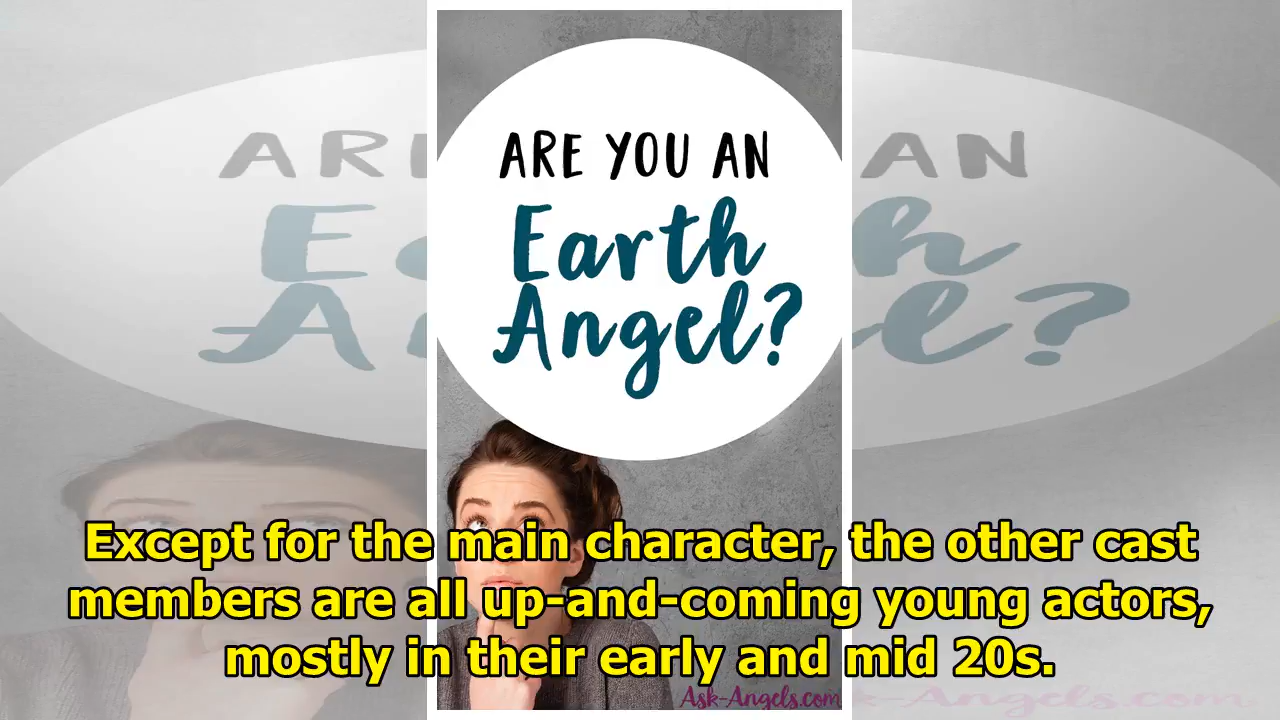 ARE YOU AN
Earth
Angel?
Except for the main character, the other cast
members are all up-and-coming young actors,
mostly in their early and mid 20s.
Ask-Angels.com